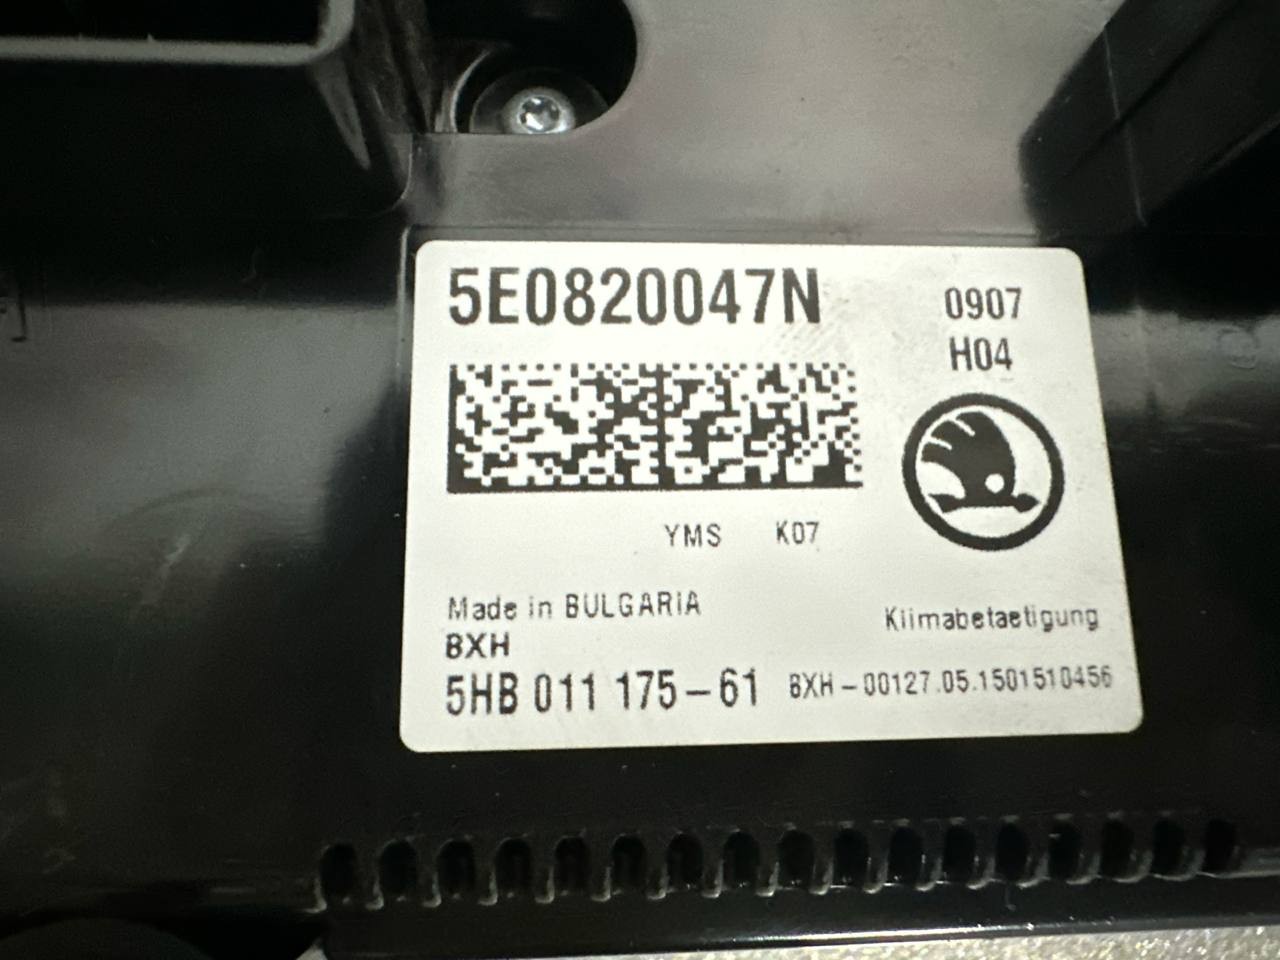 5E0820047N
0907
H04
YMS K07
Made in BULGARIA
Klimabetaetigung
BXH
5HB 011 175-61
BXH-00127.05.1501510456